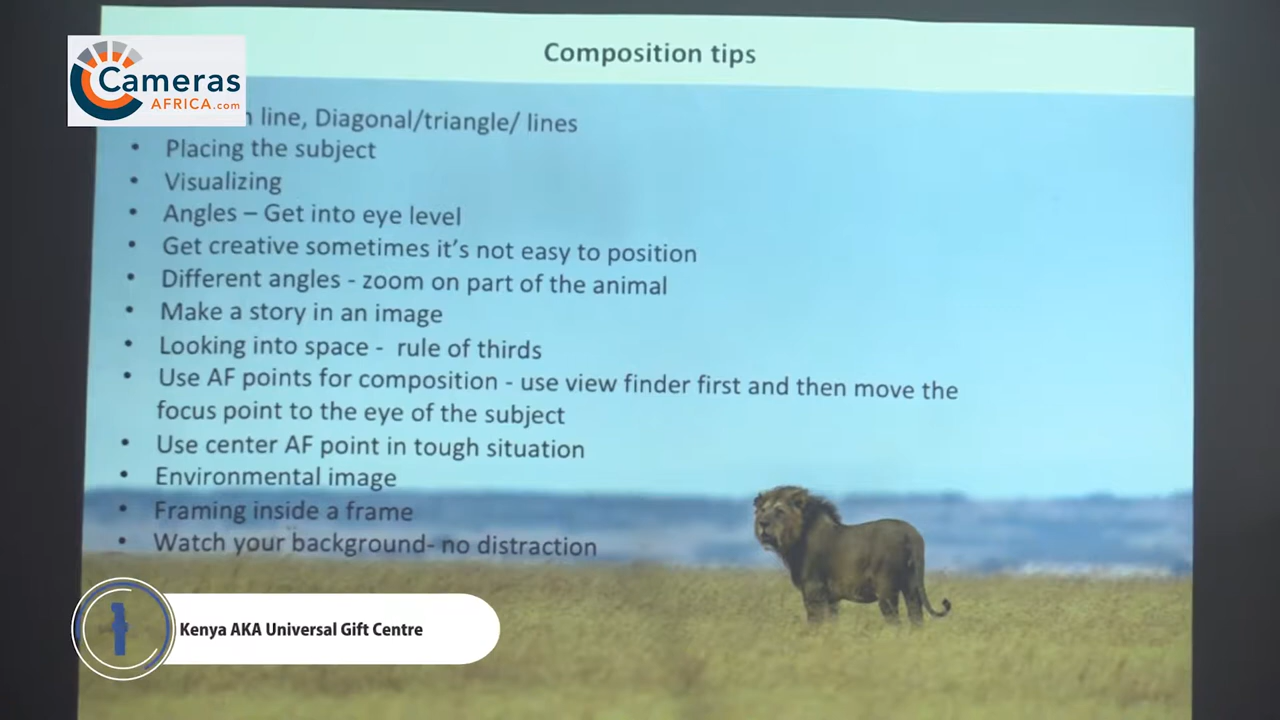 Composition tips
Cameras
AFRICA.com
line, Diagonal/triangle/ lines
• Placing the subject
• Visualizing
• Angles – Get into eye level
• Get creative sometimes it's not easy to position
• Different angles - zoom on part of the animal
• Make a story in an image
• Looking into space - rule of thirds
• Use AF points for composition - use view finder first and then move the
focus point to the eye of the subject
• Use center AF point in tough situation
• Environmental image
• Framing inside a frame
• Watch your background- no distraction
Kenya AKA Universal Gift Centre